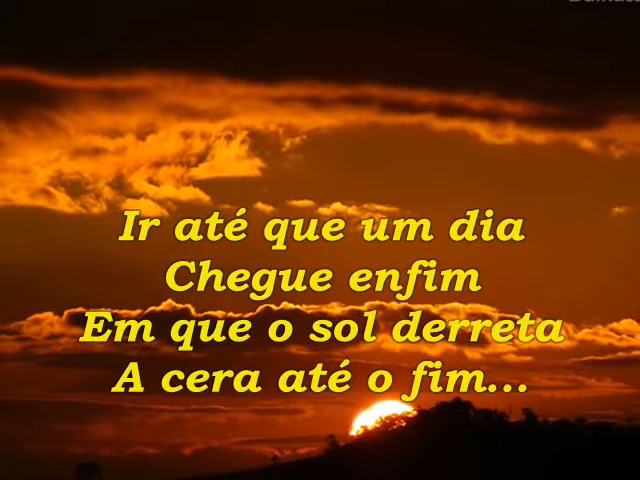 Ir até que um dia
Chegue enfim
Em que o sol derreta
A cera até o fim...